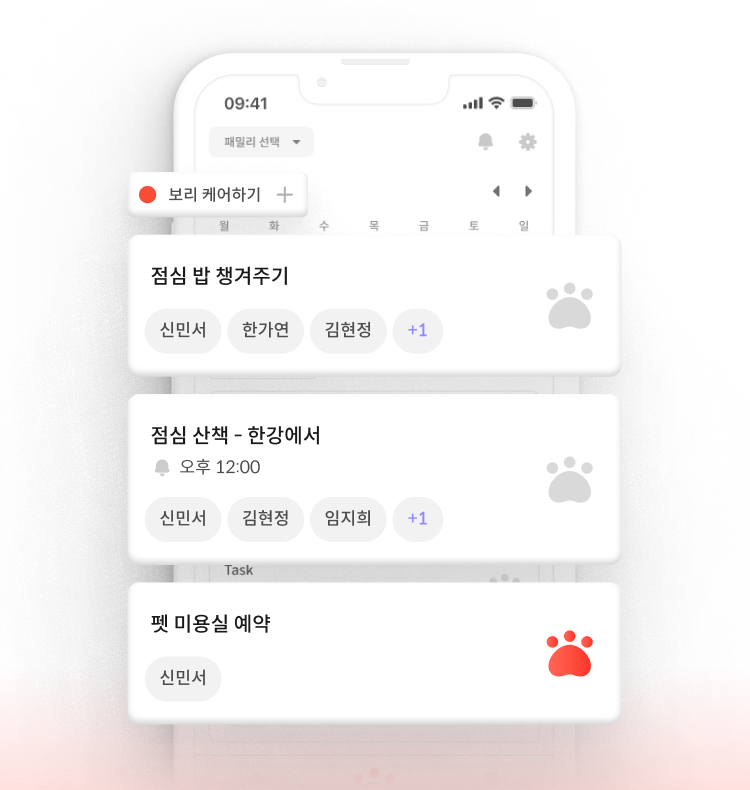 09:41
패밀리 선택
보리 케어하기
월 화 수 목 금 토 일
점심 밥 챙겨주기
신민서 한가연 김현정 +1
점심 산책 - 한강에서
오후 12:00
신민서 김현정 임지희 +1
Task
펫 미용실 예약
신민서